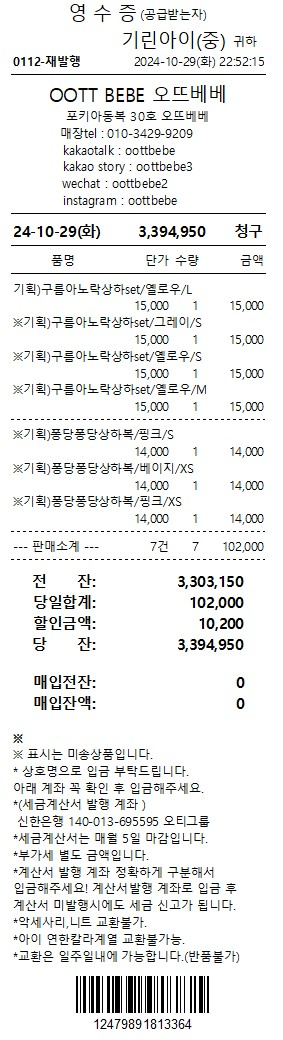 영 수 증 (공급받는자)
기린아이(중) 귀하
0112-재발행 2024-10-29(화) 22:52:15
OOTT BEBE 오뜨베베
포키아동복 30호 오뜨베베
매장tel : 010-3429-9209
kakaotalk : oottbebe
kakao story : oottbebe3
wechat : oottbebe2
instagram : oottbebe
24-10-29(화) 3,394,950 청구
품명 단가 수량 금액
기획)구름아노락상하set/옐로우/L
15,000 1 15,000
※기획)구름아노락상하set/그레이/S
15,000 1 15,000
※기획)구름아노락상하set/옐로우/S
15,000 1 15,000
※기획)구름아노락상하set/옐로우/M
15,000 1 15,000
※기획)퐁당퐁당상하복/핑크/S
14,000 1 14,000
※기획)퐁당퐁당상하복/베이지/XS
14,000 1 14,000
※기획)퐁당퐁당상하복/핑크/XS
14,000 1 14,000
--- 판매소계 --- 7건 7 102,000
전 잔: 3,303,150
당일합계: 102,000
할인금액: 10,200
당 잔: 3,394,950
매입전잔: 0
매입잔액: 0
※
※ 표시는 미송상품입니다.
* 상호명으로 입금 부탁드립니다.
아래 계좌 꼭 확인 후 입금해주세요.
*(세금계산서 발행 계좌 )
신한은행 140-013-695595 오티그룹
*세금계산서는 매월 5일 마감입니다.
*부가세 별도 금액입니다.
*계산서 발행 계좌 정확하게 구분해서
입금해주세요! 계산서발행 계좌로 입금 후
계산서 미발행시에도 세금 신고가 됩니다.
*악세사리,니트 교환불가.
*아이 연한칼라계열 교환불가능.
*교환은 일주일내에 가능합니다.(반품불가)
12479891813364